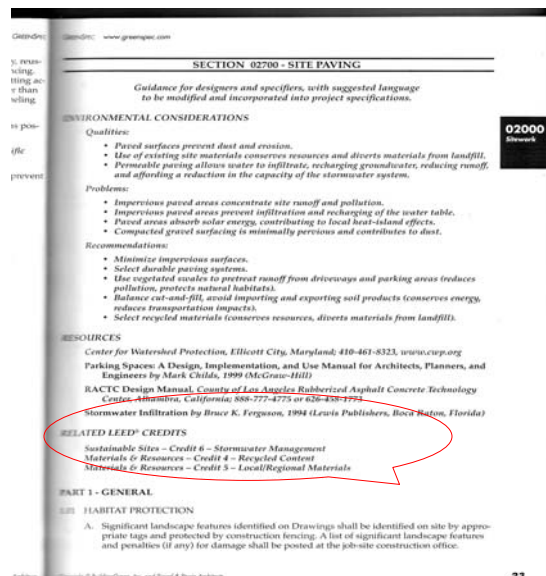 GreenSpec www.greenspec.com
SECTION 02700 - SITE PAVING
Guidance for designers and specifiers, with suggested language
to be modified and incorporated into project specifications.
ENVIRONMENTAL CONSIDERATIONS
Qualities:
• Paved surfaces prevent dust and erosion.
• Use of existing site materials conserves resources and diverts materials from landfill.
• Permeable paving allows water to infiltrate, recharging groundwater, reducing runoff,
and affording a reduction in the capacity of the stormwater system.
Problems:
• Impervious paved areas concentrate site runoff and pollution.
• Impervious paved areas prevent infiltration and recharging of the water table.
• Paved areas absorb solar energy, contributing to local heat-island effects.
• Compacted gravel surfacing is minimally pervious and contributes to dust.
Recommendations:
• Minimize impervious surfaces.
• Select durable paving systems.
• Use vegetated swales to pretreat runoff from driveways and parking areas (reduces
pollution, protects natural habitats).
• Balance cut-and-fill, avoid importing and exporting soil products (conserves energy,
reduces transportation impacts).
• Select recycled materials (conserves resources, diverts materials from landfill).
RESOURCES
Center for Watershed Protection, Ellicott City, Maryland; 410-461-8323, www.cwp.org
Parking Spaces: A Design, Implementation, and Use Manual for Architects, Planners, and
Engineers by Mark Childs, 1999 (McGraw-Hill)
RACTC Design Manual, County of Los Angeles Rubberized Asphalt Concrete Technology
Center, Alhambra, California; 888-777-4775 or 626-458-1773
Stormwater Infiltration by Bruce K. Ferguson, 1994 (Lewis Publishers, Boca Raton, Florida)
RELATED LEED® CREDITS
Sustainable Sites – Credit 6 – Stormwater Management
Materials & Resources – Credit 4 – Recycled Content
Materials & Resources – Credit 5 – Local/Regional Materials
PART 1 - GENERAL
HABITAT PROTECTION
A. Significant landscape features identified on Drawings shall be identified on site by appro-
priate tags and protected by construction fencing. A list of significant landscape features
and penalties (if any) for damage shall be posted at the job-site construction office.
02000
Sitework